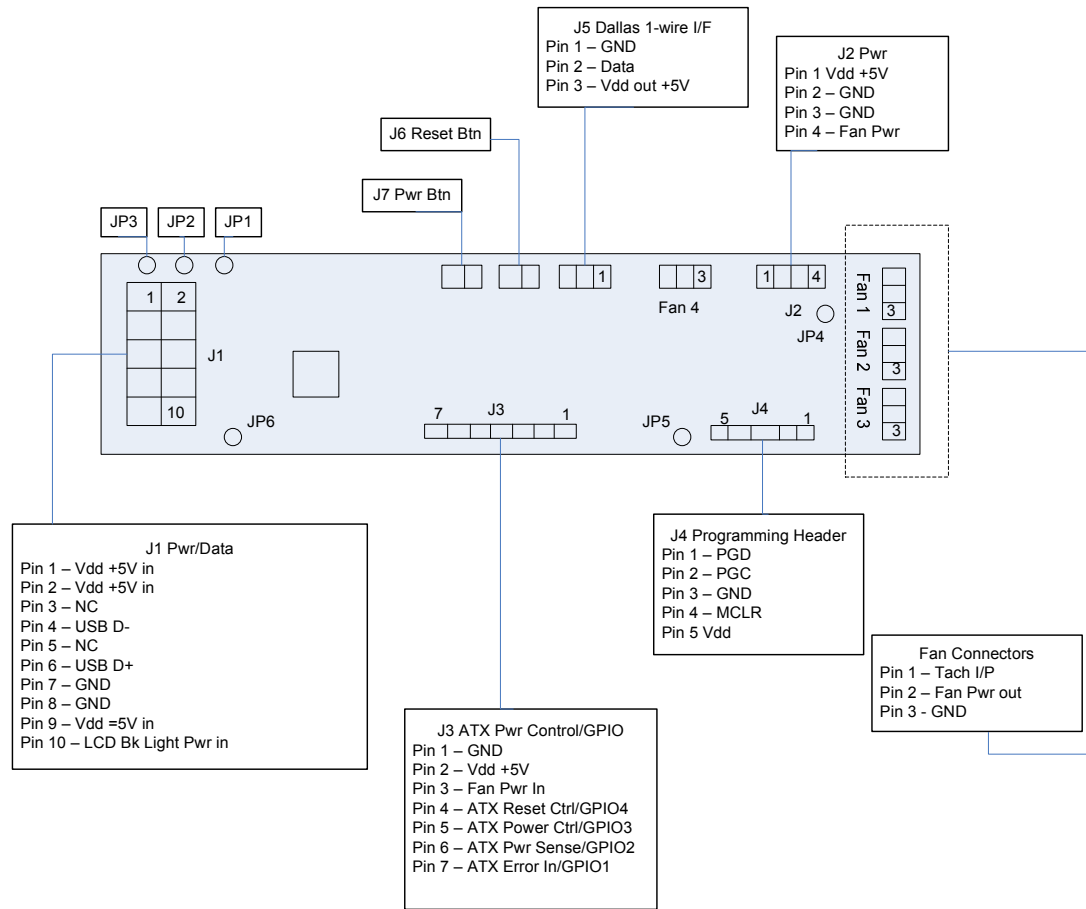 J5 Dallas 1-wire I/F
Pin 1 – GND
Pin 2 – Data
Pin 3 – Vdd out +5V
J2 Pwr
Pin 1 Vdd +5V
Pin 2 – GND
Pin 3 – GND
Pin 4 – Fan Pwr
J6 Reset Btn
J7 Pwr Btn
JP3
JP2
JP1
1 2
10
J1
1
3
Fan 4
1 4
J2
JP4
Fan 1
3
Fan 2
3
Fan 3
3
JP6
7 J3 1
JP5
5 J4 1
J1 Pwr/Data
Pin 1 – Vdd +5V in
Pin 2 – Vdd +5V in
Pin 3 – NC
Pin 4 – USB D-
Pin 5 – NC
Pin 6 – USB D+
Pin 7 – GND
Pin 8 – GND
Pin 9 – Vdd =5V in
Pin 10 – LCD Bk Light Pwr in
J3 ATX Pwr Control/GPIO
Pin 1 – GND
Pin 2 – Vdd +5V
Pin 3 – Fan Pwr In
Pin 4 – ATX Reset Ctrl/GPIO4
Pin 5 – ATX Power Ctrl/GPIO3
Pin 6 – ATX Pwr Sense/GPIO2
Pin 7 – ATX Error In/GPIO1
J4 Programming Header
Pin 1 – PGD
Pin 2 – PGC
Pin 3 – GND
Pin 4 – MCLR
Pin 5 Vdd
Fan Connectors
Pin 1 – Tach I/P
Pin 2 – Fan Pwr out
Pin 3 - GND